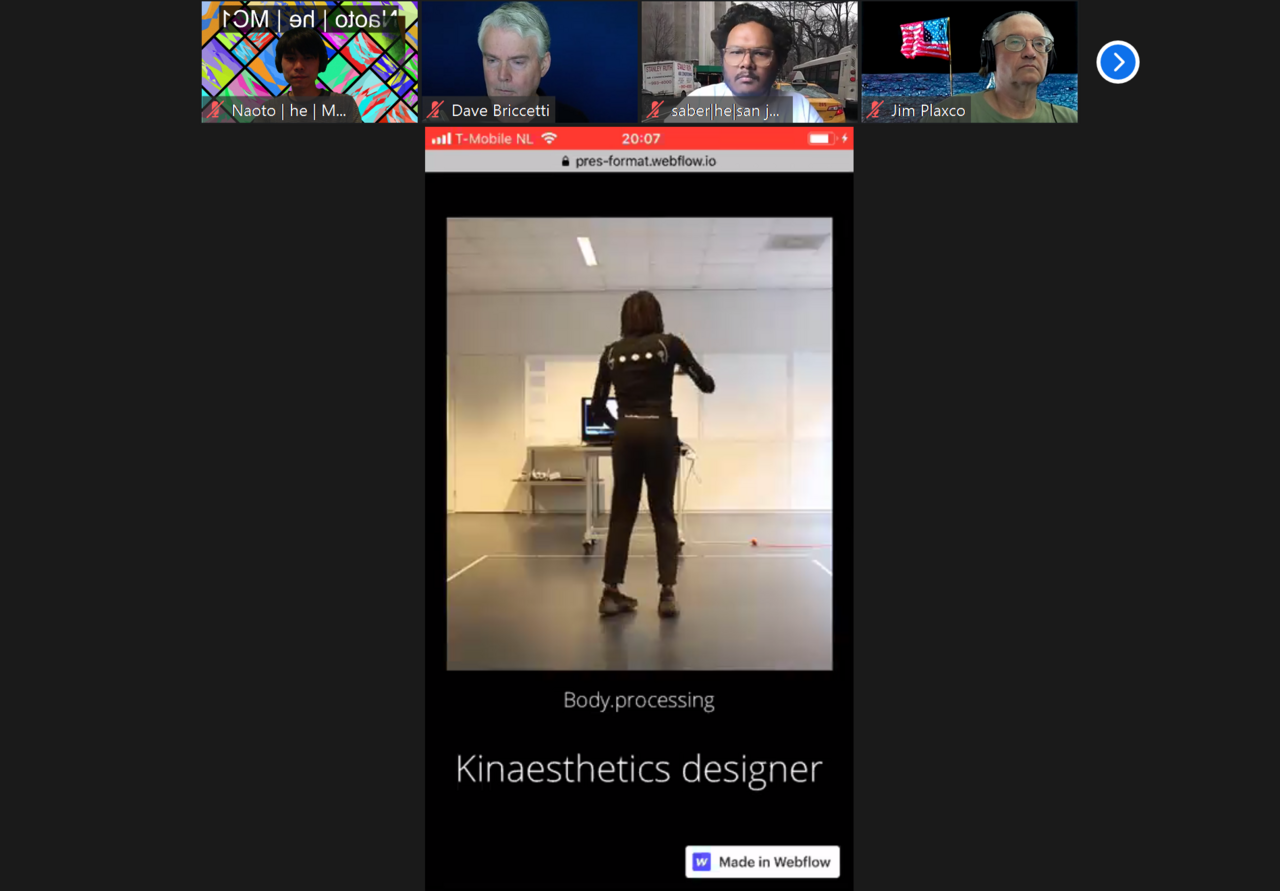 Naoto | he | MC1
Naoto | he | M...
Dave Briccetti
saber|he|san j...
Jim Plaxco
T-Mobile NL
20:07
pres-format.webflow.io
Body.processing
Kinaesthetics designer
Made in Webflow